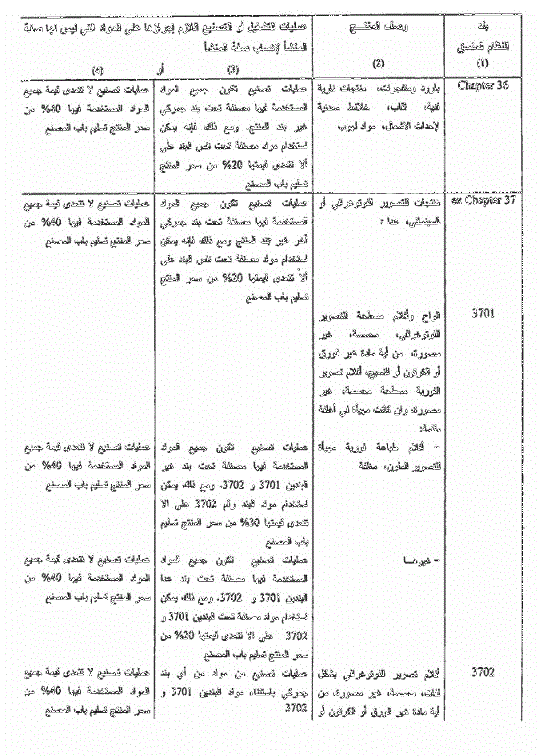 بند
النظام المنسق
(1)
وصف المنتـج
(2)
عمليات التشغيل أو التصنيع اللازم إجراؤها على المواد التي ليس لها صفة
المنشأ لإكتساب صفة المنشأ
(3) أو (4)
Chapter 36
بارود ومتفجرات، منتجات نارية
فنية، ثقاب، خلائط معدنية
لإحداث الاشتعال، مواد لهوب
عمليات تصنيع تكون جميع المواد
المستخدمة فيها مصنفة تحت بند جمركي
غير بند المنتج. ومع ذلك فإنه يمكن
استخدام مواد مصنفة تحت نفس البند على
ألا تتعدى قيمتها 20% من سعر المنتج
تسليم باب المصنع
عمليات تصنيع لا تتعدى قيمة جميع
المواد المستخدمة فيها 40% من
سعر المنتج تسليم باب المصنع
ex Chapter 37
منتجات للتصوير الفوتوغرافي أو
السينمائي، عدا :
عمليات تصنيع تكون جميع المواد
المستخدمة فيها مصنفة تحت بند جمركي
آخر غير بند المنتج ومع ذلك فإنه يمكن
استخدام مواد مصنفة تحت نفس البند على
ألا تتعدى قيمتها 20% من سعر المنتج
تسليم باب المصنع
عمليات تصنيع لا تتعدى قيمة جميع
المواد المستخدمة فيها 40% من
سعر المنتج تسليم باب المصنع
3701
ألواح وأفلام مسطحة للتصوير
الفوتوغرافي، محسسة، غير
مصورة، من أية مادة غير الورق
أو الكرتون أو النسيج، أفلام تصوير
الفورية مسطحة محسسة، غير
مصورة، وإن كانت مهيأة في أغلفة
- أفلام طباعة فورية مهيأة
للتصوير الملون، مغلفة
عمليات تصنيع تكون جميع المواد
المستخدمة فيها مصنفة تحت بند غير
البندين 3701 و 3702. ومع ذلك يمكن
استخدام مواد البند رقم 3702 على ألا
تتعدى قيمتها 30% من سعر المنتج تسليم
باب المصنع
عمليات تصنيع لا تتعدى قيمة جميع
المواد المستخدمة فيها 40% من
سعر المنتج تسليم باب المصنع
- غيرهـا
عمليات تصنيع تكون جميع المواد
المستخدمة فيها مصنفة تحت بند عدا
البندين 3701 و 3702. ومع ذلك يمكن
استخدام مواد مصنفة تحت البندين 3701 و
3702 على ألا تتعدى قيمتها 20% من
سعر المنتج تسليم باب المصنع
عمليات تصنيع لا تتعدى قيمة جميع
المواد المستخدمة فيها 40% من
سعر المنتج تسليم باب المصنع
3702
أفلام تصوير الفوتوغرافي بشكل
لفات، محسسة، غير مصورة، من
أية مادة غير الورق أو الكرتون أو
عمليات تصنيع من مواد من أي بند
جمركي باستثناء مواد البندين 3701 و
3702
عمليات تصنيع لا تتعدى قيمة جميع
المواد المستخدمة فيها 40% من
سعر المنتج تسليم باب المصنع